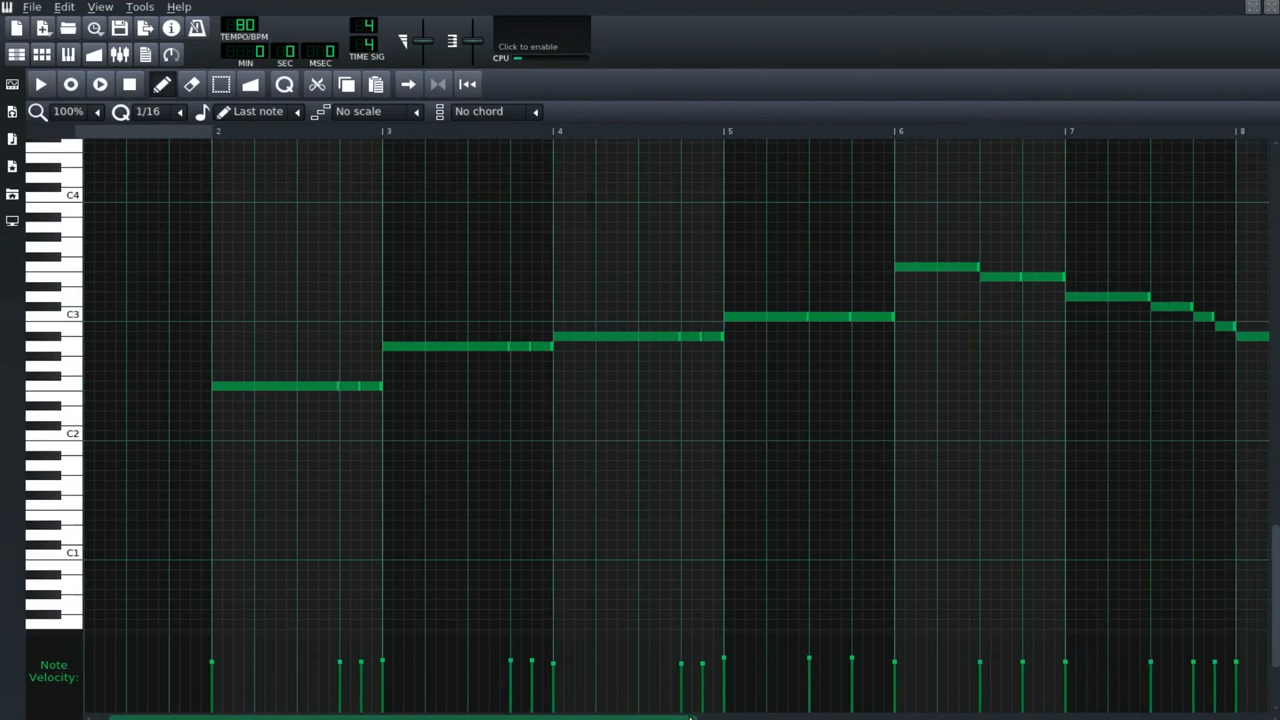 File Edit View Tools Help
80
TEMPO/BPM
0 0 0
MIN SEC MSEC
4
4
TIME SIG
Click to enable
CPU
100% 1/16 Last note No scale No chord
2 3 4 5 6 7 8
C4
C3
C2
C1
Note
Velocity: